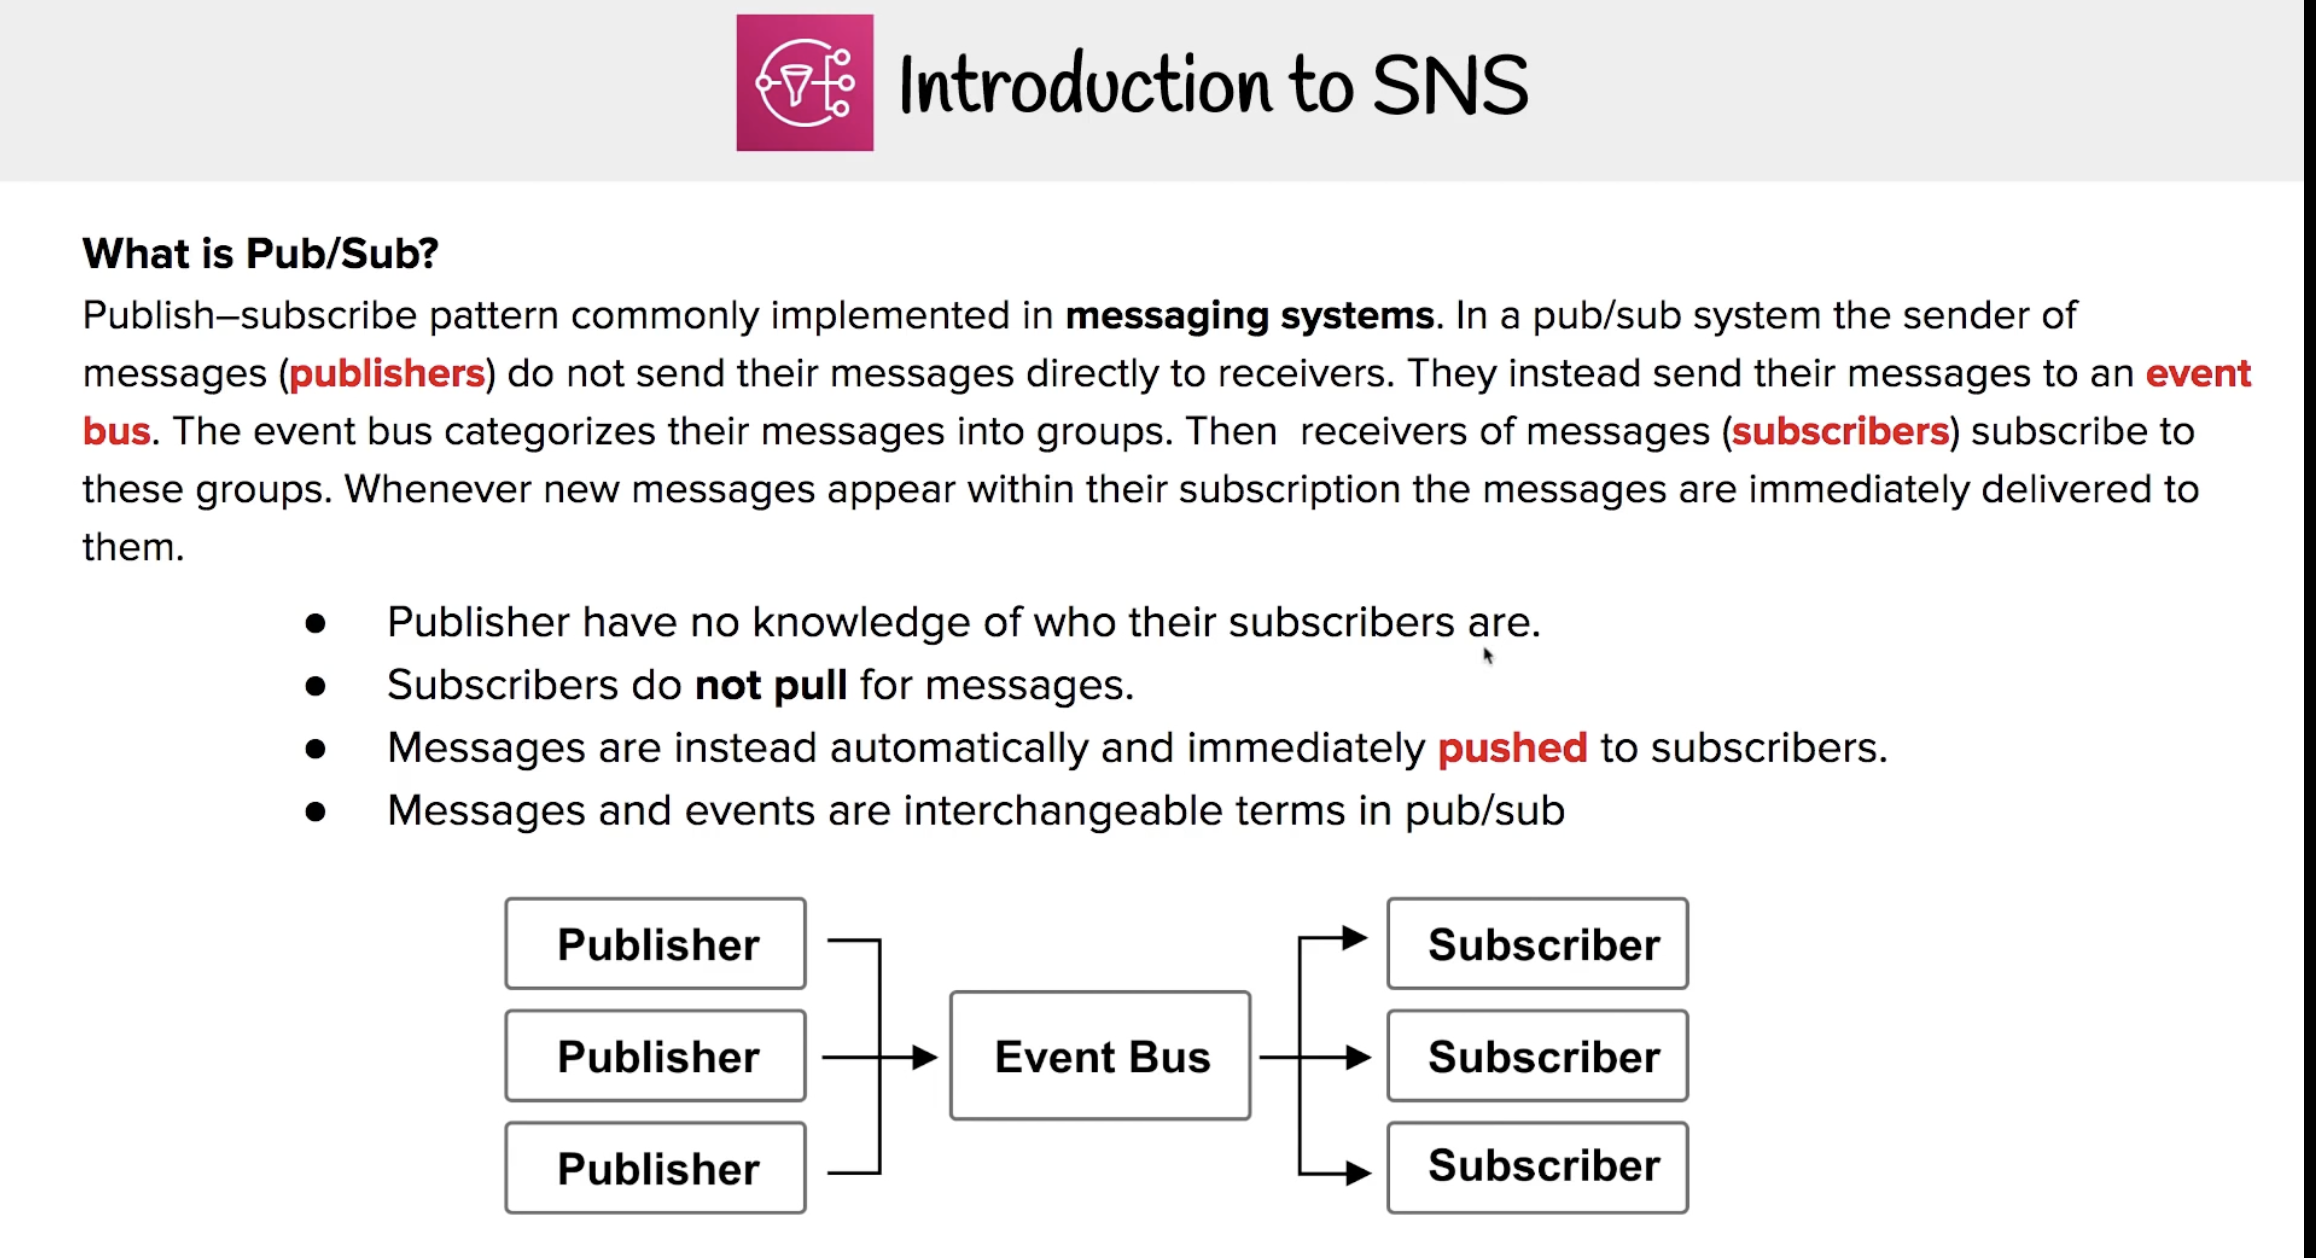 Introduction to SNS
What is Pub/Sub?
Publish–subscribe pattern commonly implemented in messaging systems. In a pub/sub system the sender of
messages (publishers) do not send their messages directly to receivers. They instead send their messages to an event
bus. The event bus categorizes their messages into groups. Then  receivers of messages (subscribers) subscribe to
these groups. Whenever new messages appear within their subscription the messages are immediately delivered to
them.
● Publisher have no knowledge of who their subscribers are.
● Subscribers do not pull for messages.
● Messages are instead automatically and immediately pushed to subscribers.
● Messages and events are interchangeable terms in pub/sub
Publisher
Publisher
Publisher
Event Bus
Subscriber
Subscriber
Subscriber